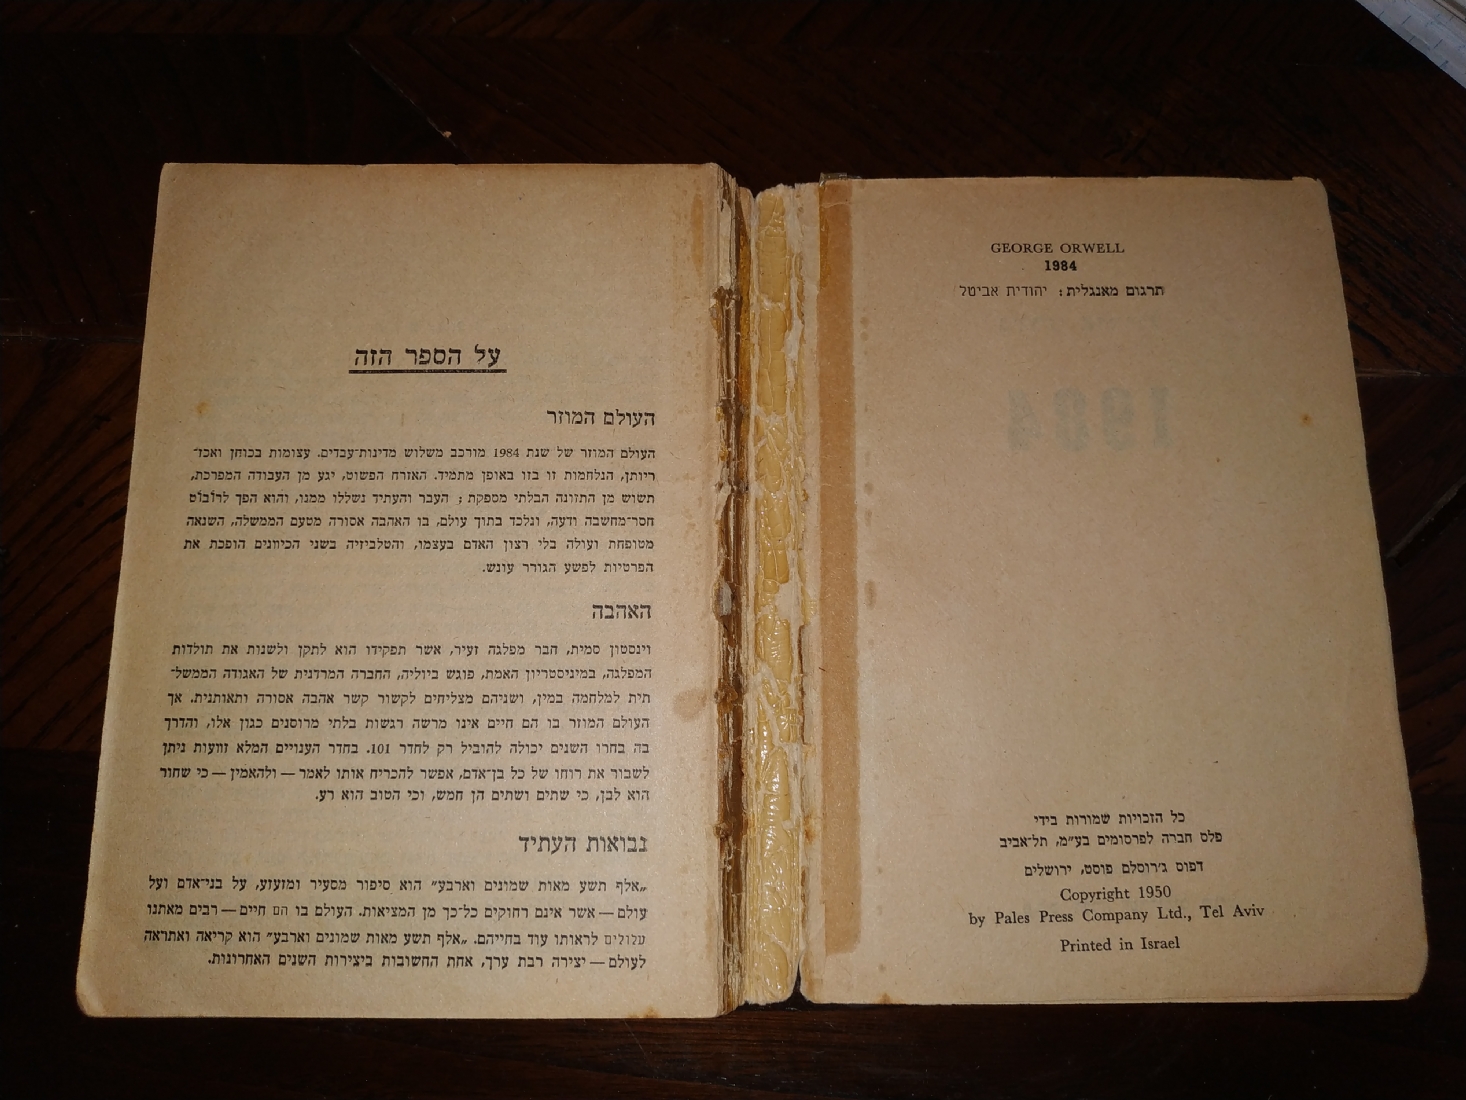 GEORGE ORWELL
1984
תרגום מאנגלית: יהודית אביטל
כל הזכויות שמורות בידי
פלס חברה לפרסומים בע״מ, תל־אביב
דפוס ג׳רוסלם פוסט, ירושלים
Copyright 1950
by Pales Press Company Ltd., Tel Aviv
Printed in Israel
על הספר הזה
העולם המוזר
העולם המוזר של שנת 1984 מורכב משלוש מדינות־עבדים. עצומות בכוחן ואכז־
ריותן, הנלחמות זו בזו באופן מתמיד. האזרח הפשוט, יגע מן העבודה המפרכת,
תשוש מן התזונה הבלתי מספקת; העבר והעתיד נשללו ממנו, והוא הפך לרוֹבּוֹט
חסר־מחשבה ודעה, ונלכד בתוך עולם, בו האהבה אסורה מטעם הממשלה, השנאה
מטופחת ועולה בלי רצון האדם בעצמו, והטלביזיה בשני הכיוונים הופכת את
הפרטיות לפשע הגורר עונש.
האהבה
וינסטון סמית, חבר מפלגה זעיר, אשר תפקידו הוא לתקן ולשנות את תולדות
המפלגה, במיניסטריון האמת, פוגש ביוליה, החברה המרדנית של האגודה הממשל־
תית למלחמה במין, ושניהם מצליחים לקשור קשר אהבה אסורה ותאותנית. אך
העולם המוזר בו הם חיים אינו מרשה רגשות בלתי מרוסנים כגון אלו, והדרך
בה בחרו השנים יכולה להוביל רק לחדר 101. בחדר הענויים המלא זוועות ניתן
לשבור את רוחו של כל בן־אדם, אפשר להכריח אותו לאמר — ולהאמין — כי שחור
הוא לבן, כי שתים ושתים הן חמש, וכי הטוב הוא רע.
נבואות העתיד
„אלף תשע מאות שמונים וארבע״ הוא סיפור מסעיר ומזעזע, על בני־אדם ועל
עולם — אשר אינם רחוקים כל־כך מן המציאות. העולם בו הם חיים — רבים מאתנו
עלולים לראותו עוד בחייהם. „אלף תשע מאות שמונים וארבע״ הוא קריאה ואתראה
לעולם — יצירה רבת ערך, אחת החשובות ביצירות השנים האחרונות.